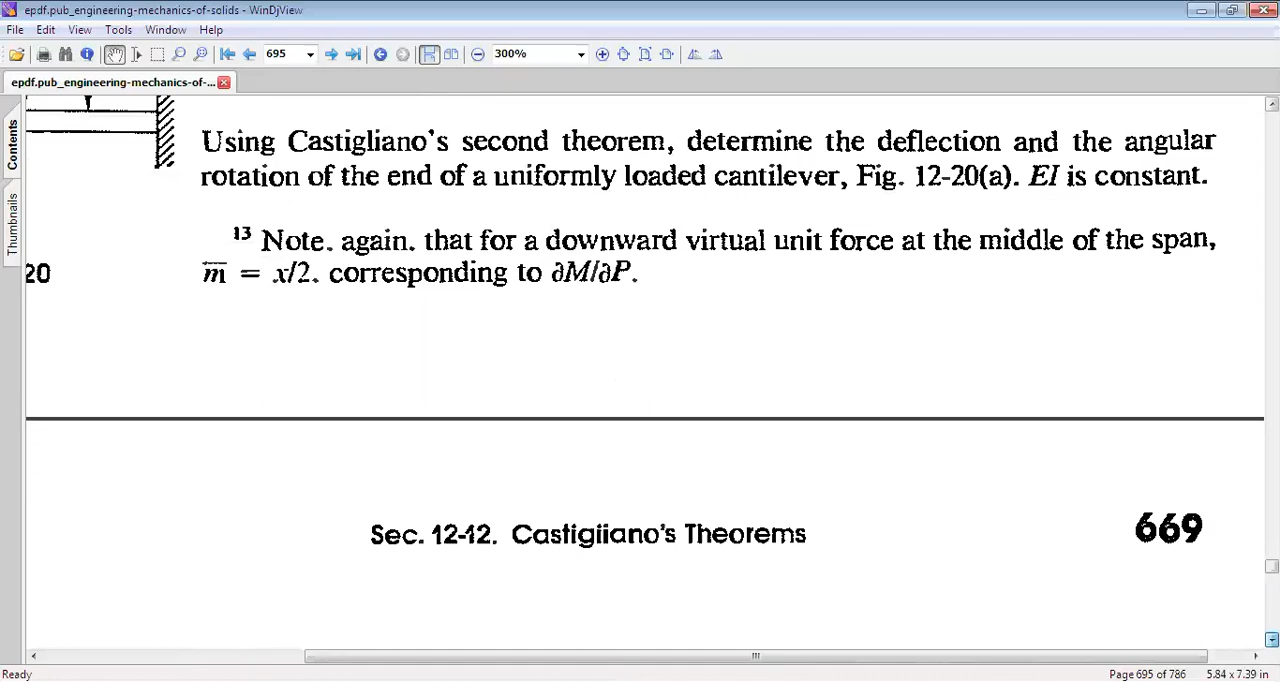 epdf.pub_engineering-mechanics-of-solids - WinDjView
File Edit View Tools Window Help
695 300%
epdf.pub_engineering-mechanics-of-...
Contents
Thumbnails
Using Castigliano's second theorem, determine the deflection and the angular
rotation of the end of a uniformly loaded cantilever, Fig. 12-20(a). EI is constant.
13 Note. again. that for a downward virtual unit force at the middle of the span,
20
m̅ = x/2. corresponding to ∂M/∂P.
Sec. 12-12. Castigiiano's Theorems 669
Ready Page 695 of 786 5.84 x 7.39 in